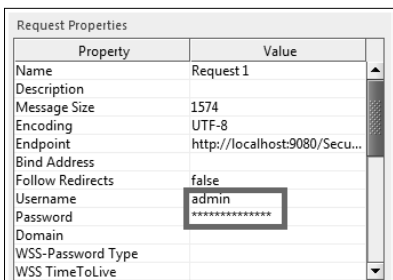 Request Properties
Property Value
Name Request 1
Description
Message Size 1574
Encoding UTF-8
Endpoint http://localhost:9080/Secu...
Bind Address
Follow Redirects false
Username admin
Password **************
Domain
WSS-Password Type
WSS TimeToLive